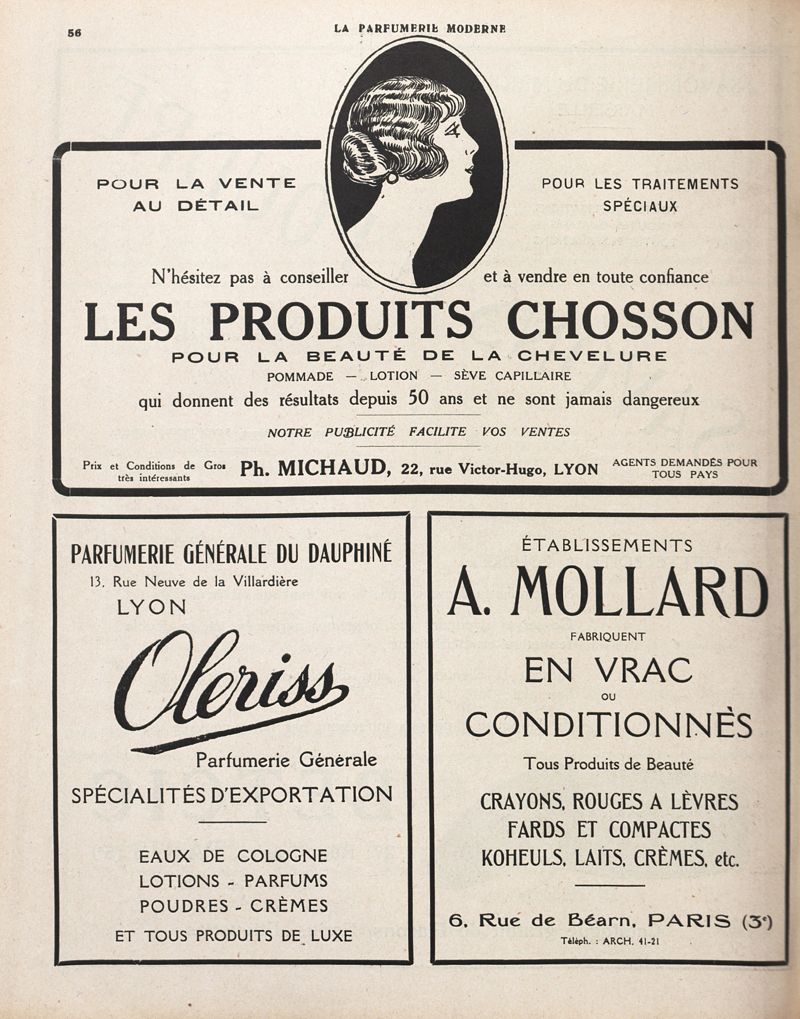 56
LA PARFUMERIE MODERNE
POUR LA VENTE
AU DÉTAIL
POUR LES TRAITEMENTS
SPÉCIAUX
N'hésitez pas à conseiller et à vendre en toute confiance
LES PRODUITS CHOSSON
POUR LA BEAUTÉ DE LA CHEVELURE
POMMADE — LOTION — SÈVE CAPILLAIRE
qui donnent des résultats depuis 50 ans et ne sont jamais dangereux
NOTRE PUBLICITÉ FACILITE VOS VENTES
Prix et Conditions de Gros
très intéressants
Ph. MICHAUD, 22, rue Victor-Hugo, LYON
AGENTS DEMANDÉS POUR
TOUS PAYS
PARFUMERIE GÉNÉRALE DU DAUPHINÉ
13, Rue Neuve de la Villardière
LYON
Oleriss
Parfumerie Générale
SPÉCIALITÉS D'EXPORTATION
EAUX DE COLOGNE
LOTIONS - PARFUMS
POUDRES - CRÈMES
ET TOUS PRODUITS DE LUXE
ÉTABLISSEMENTS
A. MOLLARD
FABRIQUENT
EN VRAC
OU
CONDITIONNÈS
Tous Produits de Beauté
CRAYONS, ROUGES A LÈVRES
FARDS ET COMPACTES
KOHEULS, LAITS, CRÈMES, etc.
6, Rue de Béarn, PARIS (3e)
Téléph. : ARCH. 41-21